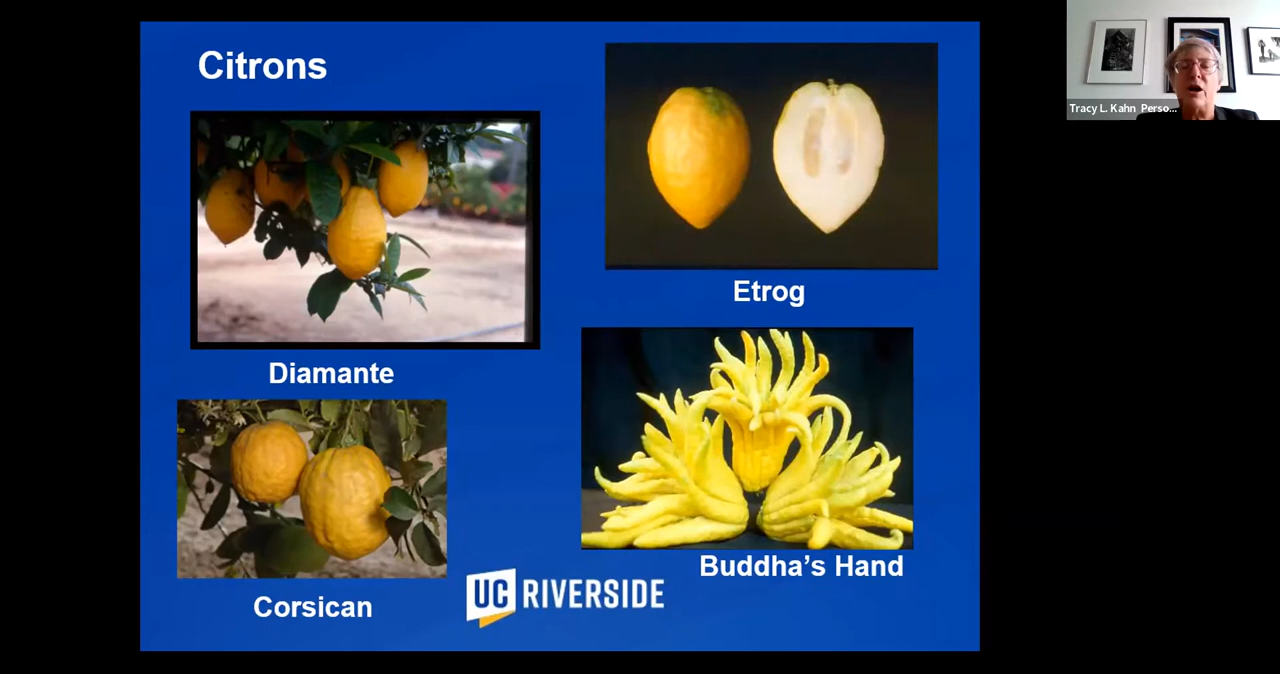 Citrons
Etrog
Diamante
Buddha's Hand
Corsican
UC RIVERSIDE
Tracy L. Kahn Perso...